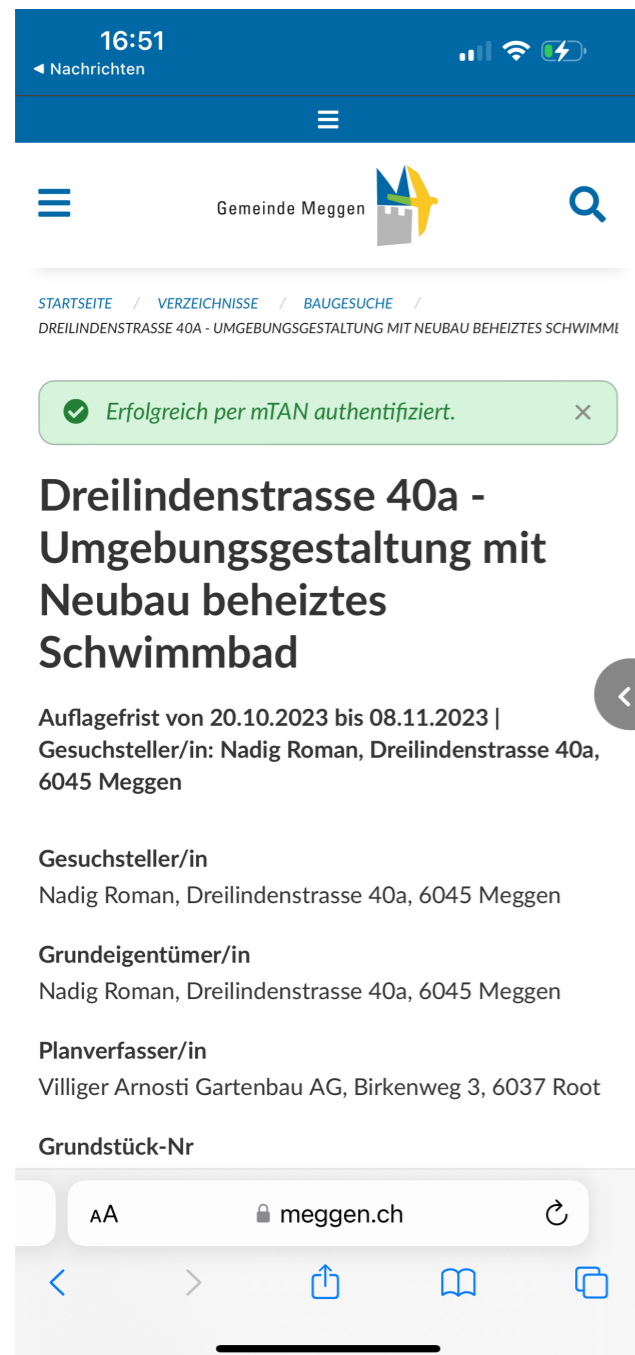 16:51
◀ Nachrichten
Gemeinde Meggen
STARTSEITE / VERZEICHNISSE / BAUGESUCHE /
DREILINDENSTRASSE 40A - UMGEBUNGSGESTALTUNG MIT NEUBAU BEHEIZTES SCHWIMM
Erfolgreich per mTAN authentifiziert.
Dreilindenstrasse 40a -
Umgebungsgestaltung mit
Neubau beheiztes
Schwimmbad
Auflagefrist von 20.10.2023 bis 08.11.2023 |
Gesuchsteller/in: Nadig Roman, Dreilindenstrasse 40a,
6045 Meggen
Gesuchsteller/in
Nadig Roman, Dreilindenstrasse 40a, 6045 Meggen
Grundeigentümer/in
Nadig Roman, Dreilindenstrasse 40a, 6045 Meggen
Planverfasser/in
Villiger Arnosti Gartenbau AG, Birkenweg 3, 6037 Root
Grundstück-Nr
AA meggen.ch